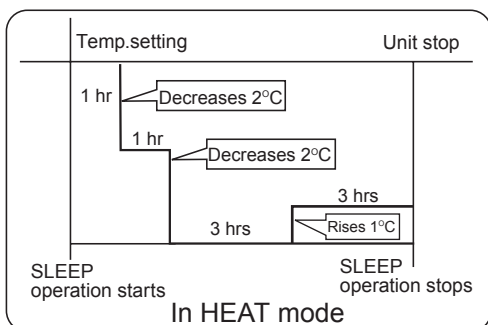 Temp.setting
Unit stop
1 hr
Decreases 2°C
1 hr
Decreases 2°C
3 hrs
3 hrs
Rises 1°C
SLEEP
operation starts
SLEEP
operation stops
In HEAT mode